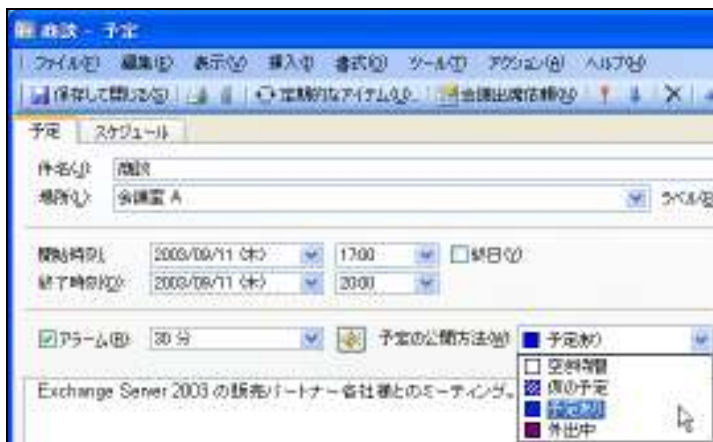 商談 - 予定
ファイル(F) 編集(E) 表示(V) 挿入(I) 書式(O) ツール(T) アクション(A) ヘルプ(H)
保存して閉じる(S) 定期的なアイテム(U)... 会議出席依頼(N)
予定 スケジュール
件名(J): 商談
場所(L): 会議室 A ラベル(B)
開始時刻(I): 2003/09/11 (木) 17:00 終日(Y)
終了時刻(D): 2003/09/11 (木) 20:00
アラーム(R): 30 分 予定の公開方法(W): 予定あり
空き時間
Exchange Server 2003 の販売パートナー各社様とのミーティング。 仮の予定
予定あり
外出中